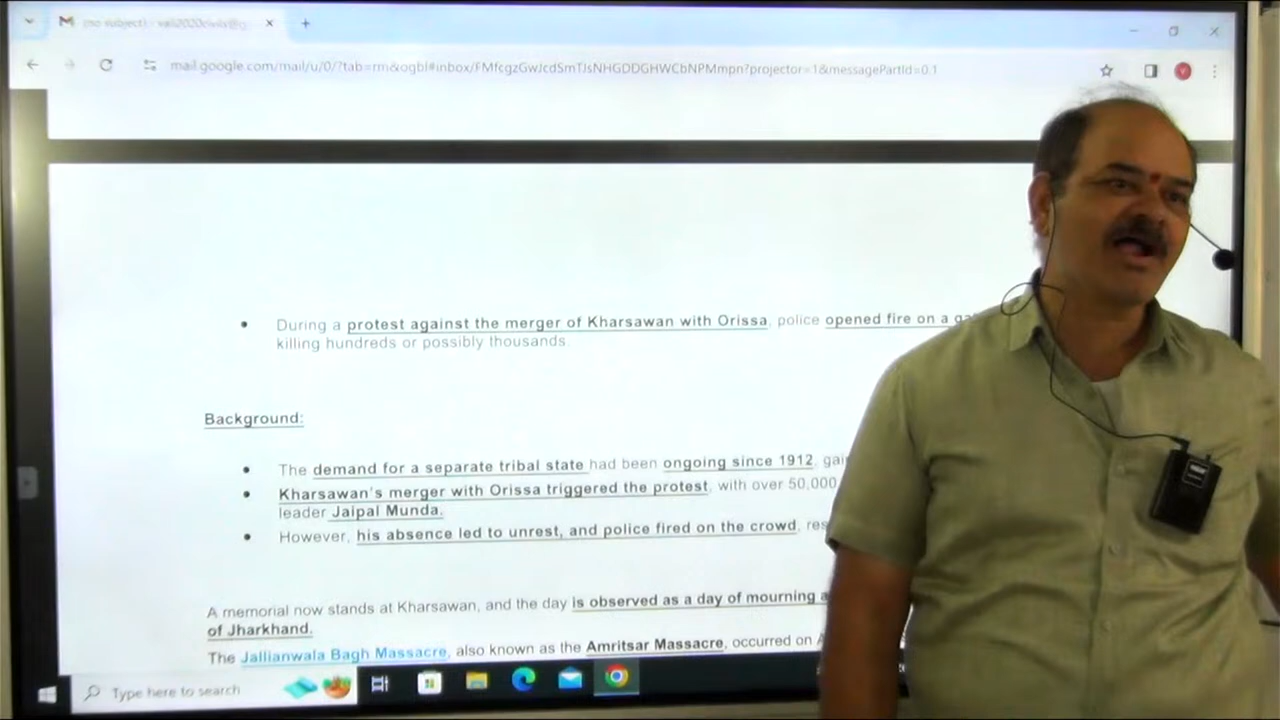 (no subject) - vali2020civils@g
mail.google.com/mail/u/0/?tab=rm&ogbl#inbox/FMfcgzGwJcdSmTJsNHGDDGHWCbNPMmpn?projector=1&messagePartId=0.1
• During a protest against the merger of Kharsawan with Orissa, police opened fire on a
killing hundreds or possibly thousands.
Background:
• The demand for a separate tribal state had been ongoing since 1912,
• Kharsawan's merger with Orissa triggered the protest, with over 50,000
leader Jaipal Munda.
• However, his absence led to unrest, and police fired on the crowd,
A memorial now stands at Kharsawan, and the day is observed as a day of mourning
of Jharkhand.
The Jallianwala Bagh Massacre, also known as the Amritsar Massacre, occurred on
Type here to search